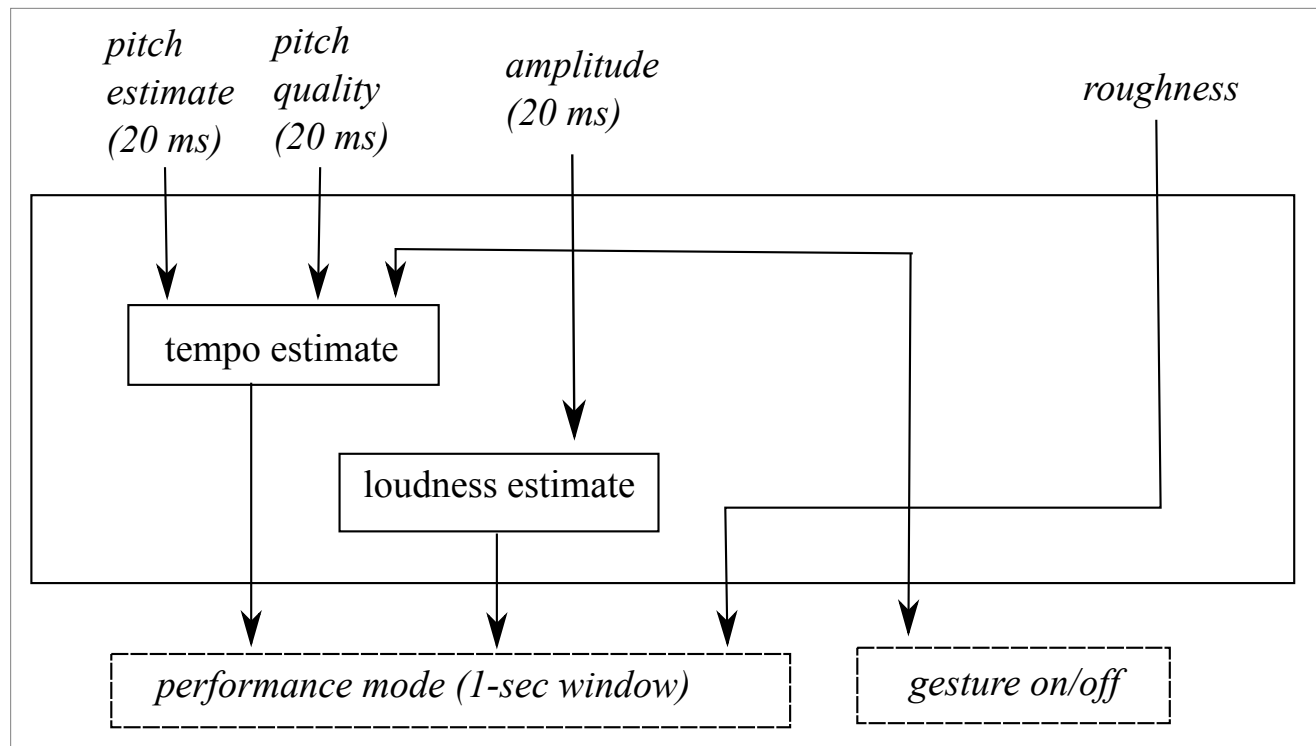 pitch
estimate
(20 ms)
pitch
quality
(20 ms)
amplitude
(20 ms)
roughness
tempo estimate
loudness estimate
performance mode (1-sec window)
gesture on/off